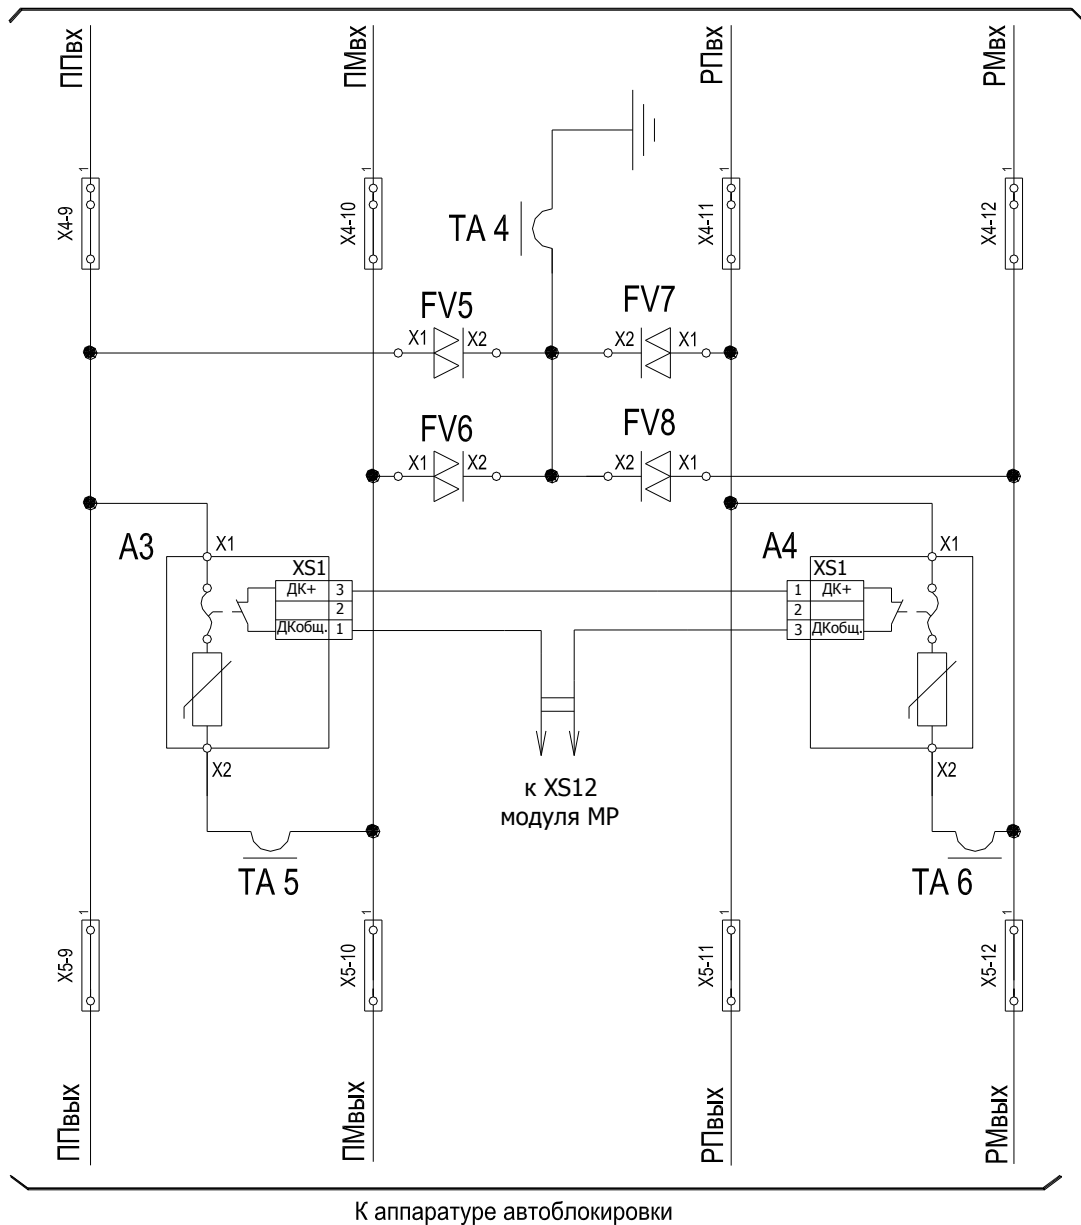 ППвх
ПМвх
РПвх
РМвх
1
1
1
1
X4-9
X4-10
X4-11
X4-12
TA 4
FV5
FV7
X1
X2
X2
X1
FV6
FV8
X1
X2
X2
X1
A3
X1
A4
X1
XS1
XS1
ДК+
3
1
ДК+
2
2
ДКобщ.
1
3
ДКобщ.
X2
X2
к XS12
модуля МР
TA 5
TA 6
1
1
1
1
X5-9
X5-10
X5-11
X5-12
ППвых
ПМвых
РПвых
РМвых
К аппаратуре автоблокировки